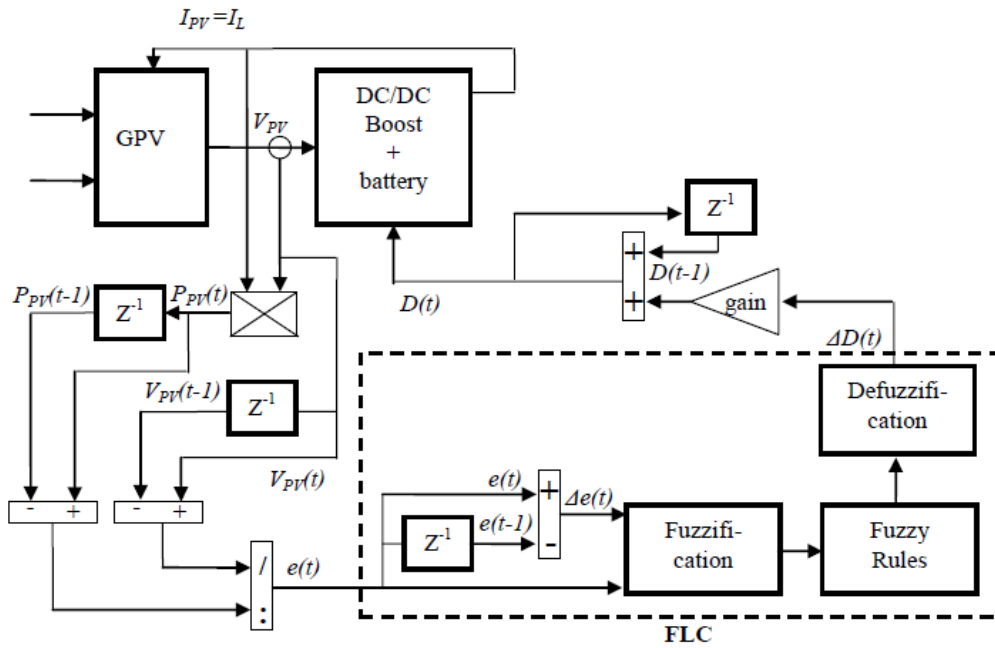 I_PV=I_L
GPV
V_PV
DC/DC
Boost
+
battery
Z^-1
+
D(t-1)
+
gain
D(t)
ΔD(t)
P_PV(t-1)
Z^-1
P_PV(t)
V_PV(t-1)
Z^-1
V_PV(t)
- +
- +
/
:
e(t)
e(t)
+
Z^-1
e(t-1)
-
Δe(t)
Fuzzifi-
cation
Fuzzy
Rules
Defuzzifi-
cation
FLC